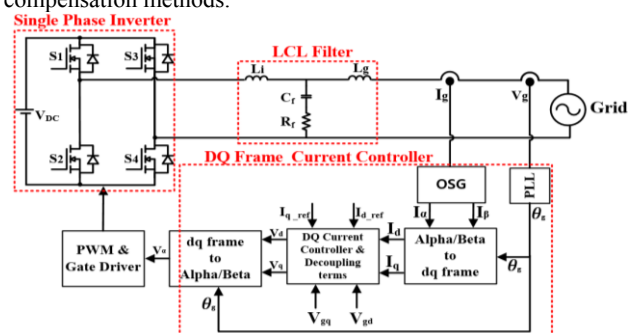 compensation methods.
Single Phase Inverter
LCL Filter
S1
S3
Li
Lg
Cf
Rf
Ig
Vg
Grid
VDC
S2
S4
DQ Frame Current Controller
OSG
PLL
Iq_ref
Id_ref
Iα
Iβ
θg
PWM &
Gate Driver
Vα
dq frame
to
Alpha/Beta
Vd
Vq
DQ Current
Controller &
Decoupling
terms
Id
Iq
Alpha/Beta
to
dq frame
θg
θg
Vgq
Vgd